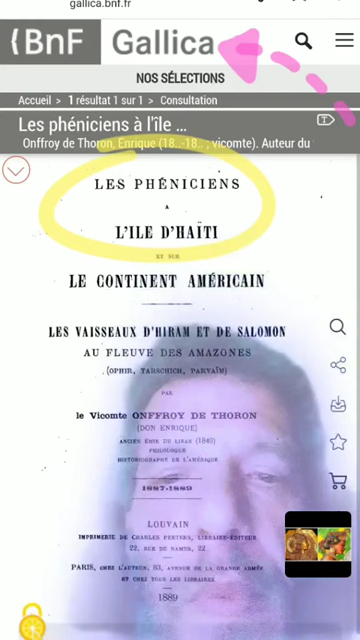 gallica.bnf.fr
{BnF Gallica
NOS SÉLECTIONS
Accueil > 1 résultat 1 sur 1 > Consultation
Les phéniciens à l'île ...
Onffroy de Thoron, Enrique (18..-18.. ; vicomte). Auteur du
LES PHÉNICIENS
A
L'ILE D'HAÏTI
ET SUR
LE CONTINENT AMÉRICAIN
LES VAISSEAUX D'HIRAM ET DE SALOMON
AU FLEUVE DES AMAZONES
(OPHIR, TARSCHICH, PARVAÏM)
PAR
le Vicomte ONFFROY DE THORON
(DON ENRIQUE)
ANCIEN ÉMIR DU LIBAN (1840)
PHILOLOGUE
HISTORIOGRAPHE DE L'AMÉRIQUE
1887-1889
LOUVAIN
IMPRIMERIE DE CHARLES PEETERS, LIBRAIRE-ÉDITEUR
22, RUE DE NAMUR, 22
PARIS, CHEZ L'AUTEUR, 83, AVENUE DE LA GRANDE ARMÉE
ET CHEZ TOUS LES LIBRAIRES
1889